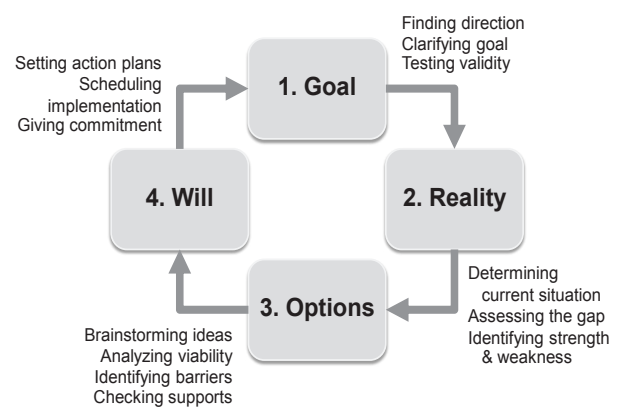 1. Goal
Finding direction
Clarifying goal
Testing validity
2. Reality
Determining
current situation
Assessing the gap
Identifying strength
& weakness
3. Options
Brainstorming ideas
Analyzing viability
Identifying barriers
Checking supports
4. Will
Setting action plans
Scheduling
implementation
Giving commitment